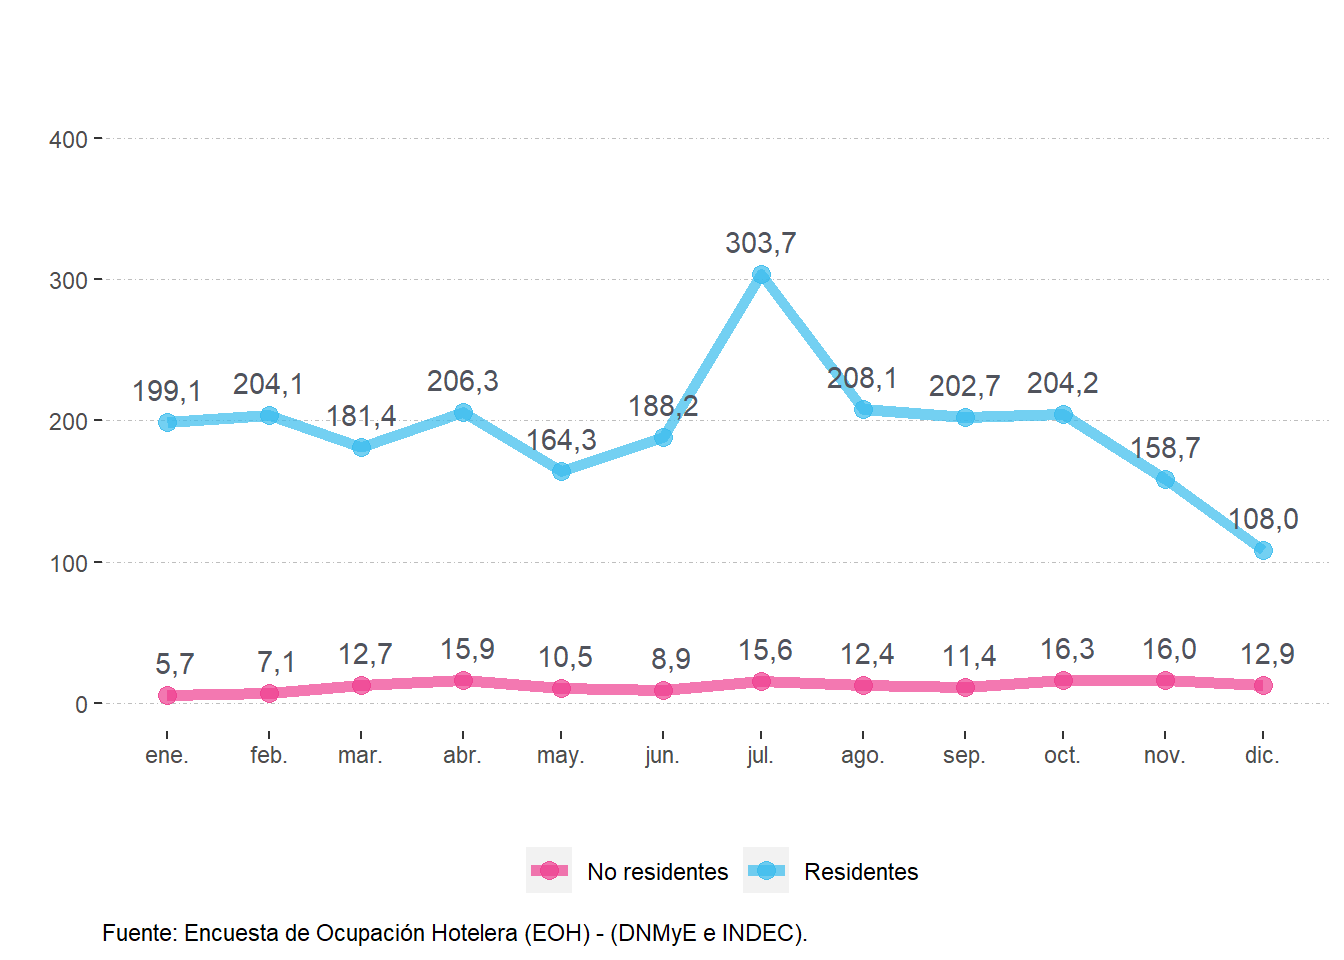 400
303,7
300
199,1 204,1 181,4 206,3 164,3 188,2 208,1 202,7 204,2 158,7 108,0
200
100
5,7 7,1 12,7 15,9 10,5 8,9 15,6 12,4 11,4 16,3 16,0 12,9
0
ene. feb. mar. abr. may. jun. jul. ago. sep. oct. nov. dic.
No residentes Residentes
Fuente: Encuesta de Ocupación Hotelera (EOH) - (DNMyE e INDEC).